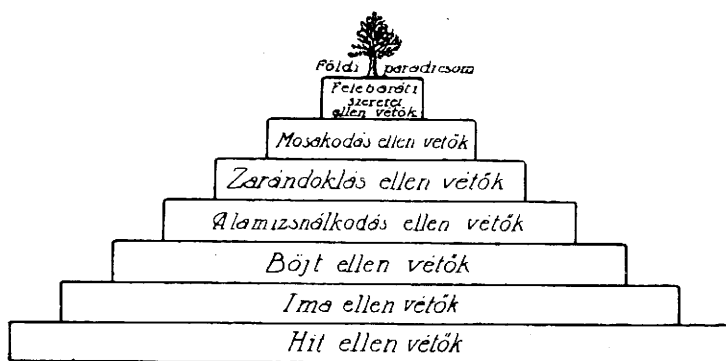 Földi paradicsom
Felebaráti
szeretet
ellen vétők
Mosakodás ellen vétők
Zarándoklás ellen vétők
Alamizsnálkodás ellen vétők
Böjt ellen vétők
Ima ellen vétők
Hit ellen vétők